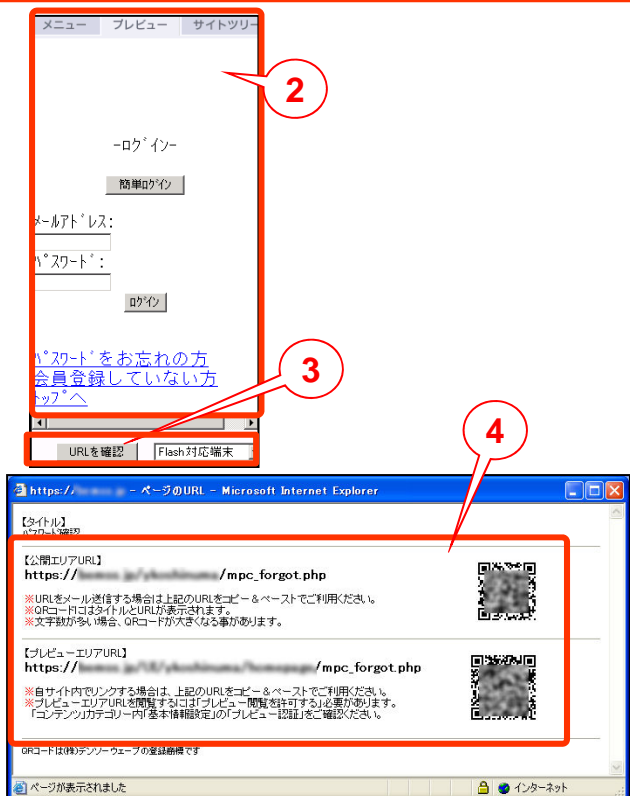 メニュー プレビュー サイトツリー
2
-ﾛｸﾞｲﾝ-
簡単ﾛｸﾞｲﾝ
ﾒｰﾙｱﾄﾞﾚｽ:
ﾊﾟｽﾜｰﾄﾞ:
ﾛｸﾞｲﾝ
ﾊﾟｽﾜｰﾄﾞをお忘れの方
会員登録していない方
ﾄｯﾌﾟへ
3
URLを確認 Flash対応端末
4
https:/ - ページのURL - Microsoft Internet Explorer
【タイトル】
ﾊﾟｽﾜｰﾄﾞ確認
【公開エリアURL】
https:// /mpc_forgot.php
※URLをメール送信する場合は上記のURLをコピー＆ペーストでご利用ください。
※QRコードにはタイトルとURLが表示されます。
※文字数が多い場合、QRコードが大きくなる事があります。
【プレビューエリアURL】
https:// /mpc_forgot.php
※自サイト内でリンクする場合は、上記のURLをコピー＆ペーストでご利用ください。
※プレビューエリアURLを閲覧するには「プレビュー閲覧を許可する」必要があります。
「コンテンツ」カテゴリー内「基本情報設定」の「プレビュー認証」をご確認ください。
QRコードは(株)デンソーウェーブの登録商標です
ページが表示されました インターネット